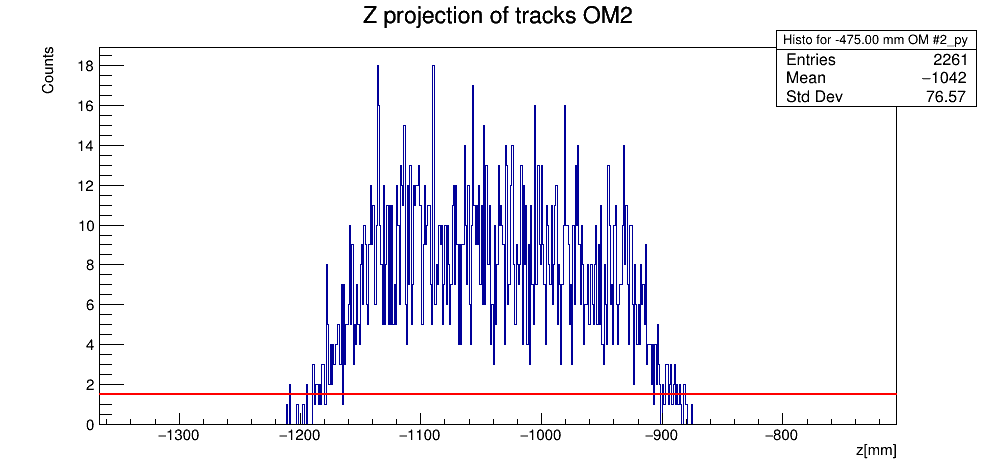 Z projection of tracks OM2
Histo for -475.00 mm OM #2_py
Entries 2261
Mean −1042
Std Dev 76.57
Counts
18
16
14
12
10
8
6
4
2
0
−1300 −1200 −1100 −1000 −900 −800
z[mm]